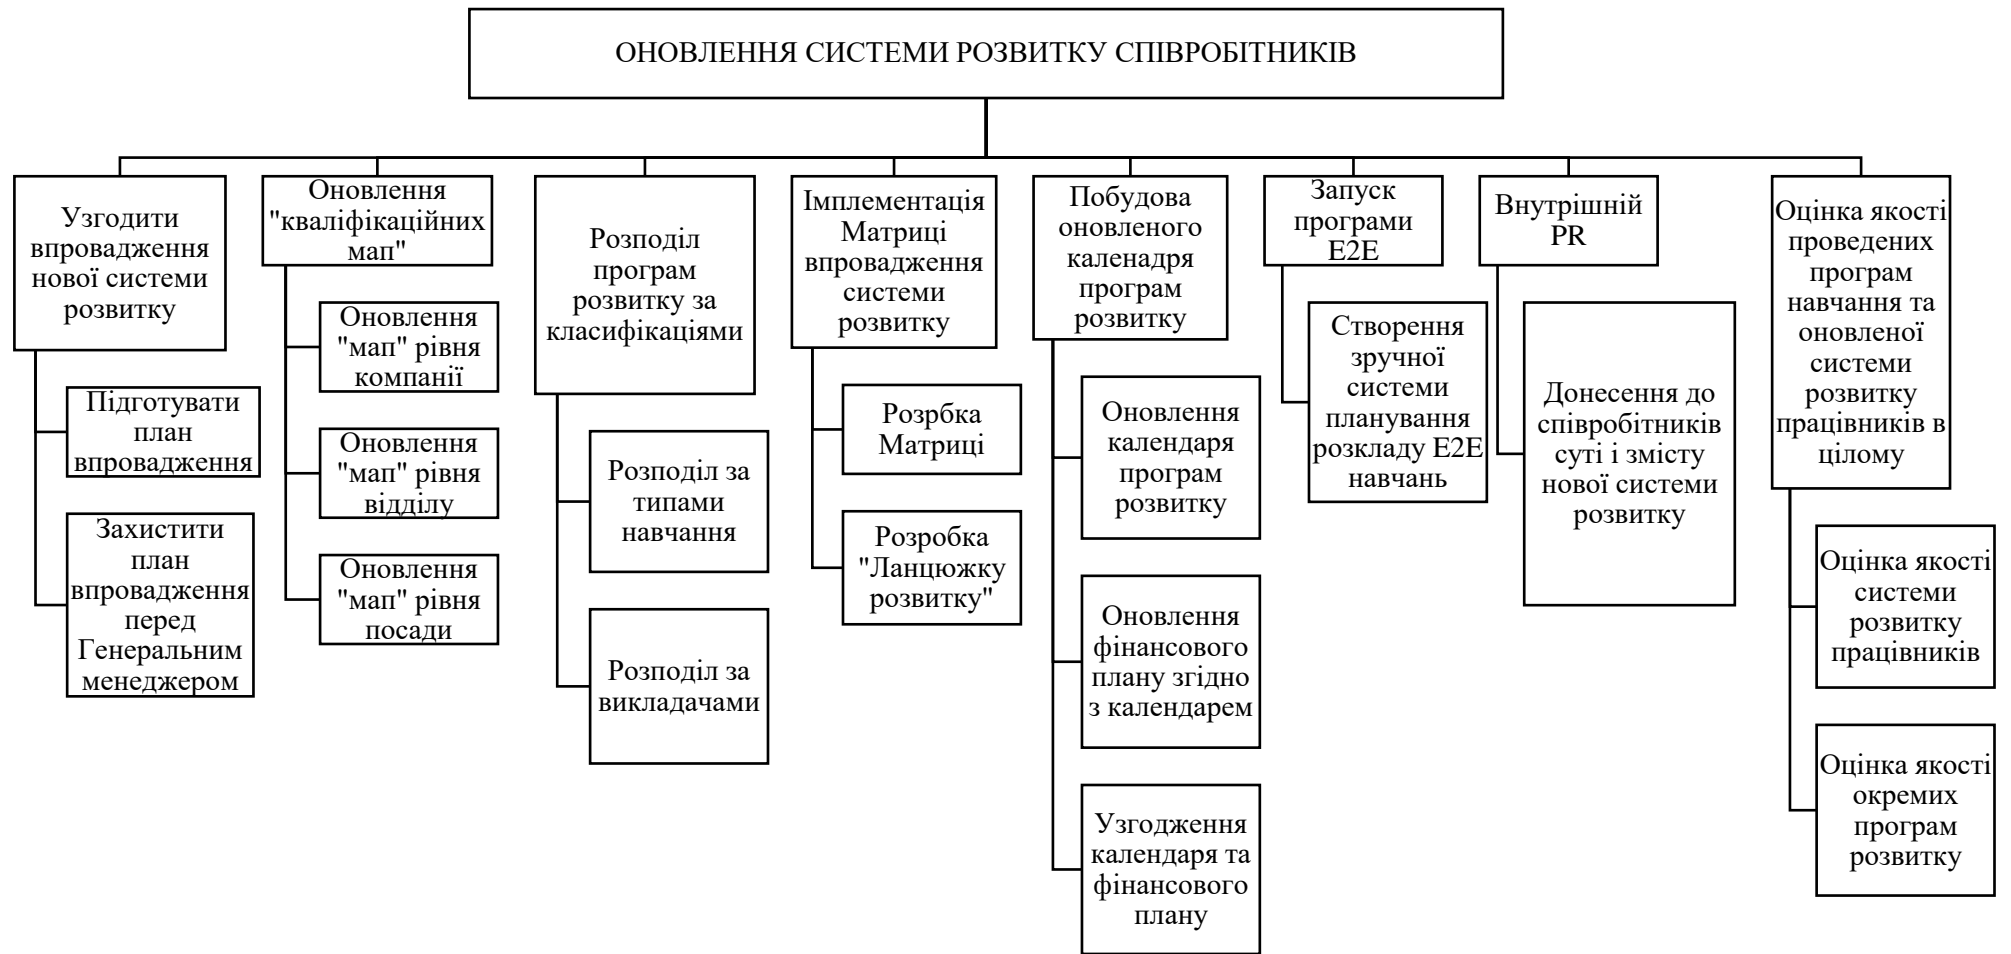 ОНОВЛЕННЯ СИСТЕМИ РОЗВИТКУ СПІВРОБІТНИКІВ
Узгодити
впровадження
нової системи
розвитку
Підготувати
план
впровадження
Захистити
план
впровадження
перед
Генеральним
менеджером
Оновлення
"кваліфікаційних
мап"
Оновлення
"мап" рівня
компанії
Оновлення
"мап" рівня
відділу
Оновлення
"мап" рівня
посади
Розподіл
програм
розвитку за
класифікаціями
Розподіл за
типами
навчання
Розподіл за
викладачами
Імплементація
Матриці
впровадження
системи
розвитку
Розрбка
Матриці
Розробка
"Ланцюжку
розвитку"
Побудова
оновленого
каленадря
програм
розвитку
Оновлення
календаря
програм
розвитку
Оновлення
фінансового
плану згідно
з календарем
Узгодження
календаря та
фінансового
плану
Запуск
програми
E2E
Створення
зручної
системи
планування
розкладу E2E
навчань
Внутрішній
PR
Донесення до
співробітників
суті і змісту
нової системи
розвитку
Оцінка якості
проведених
програм
навчання та
оновленої
системи
розвитку
працівників в
цілому
Оцінка якості
системи
розвитку
працівників
Оцінка якості
окремих
програм
розвитку